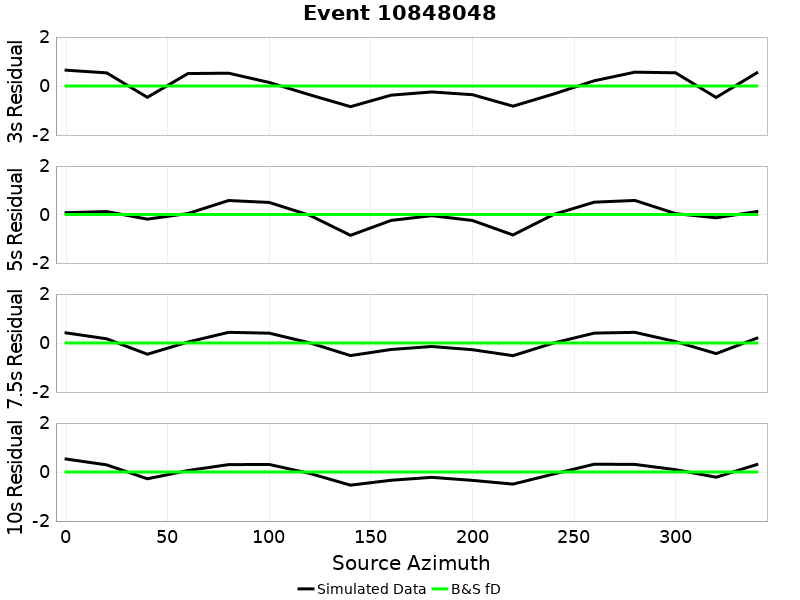 Event 10848048
3s Residual
2
0
-2
5s Residual
2
0
-2
7.5s Residual
2
0
-2
10s Residual
2
0
-2
0 50 100 150 200 250 300
Source Azimuth
Simulated Data B&S fD